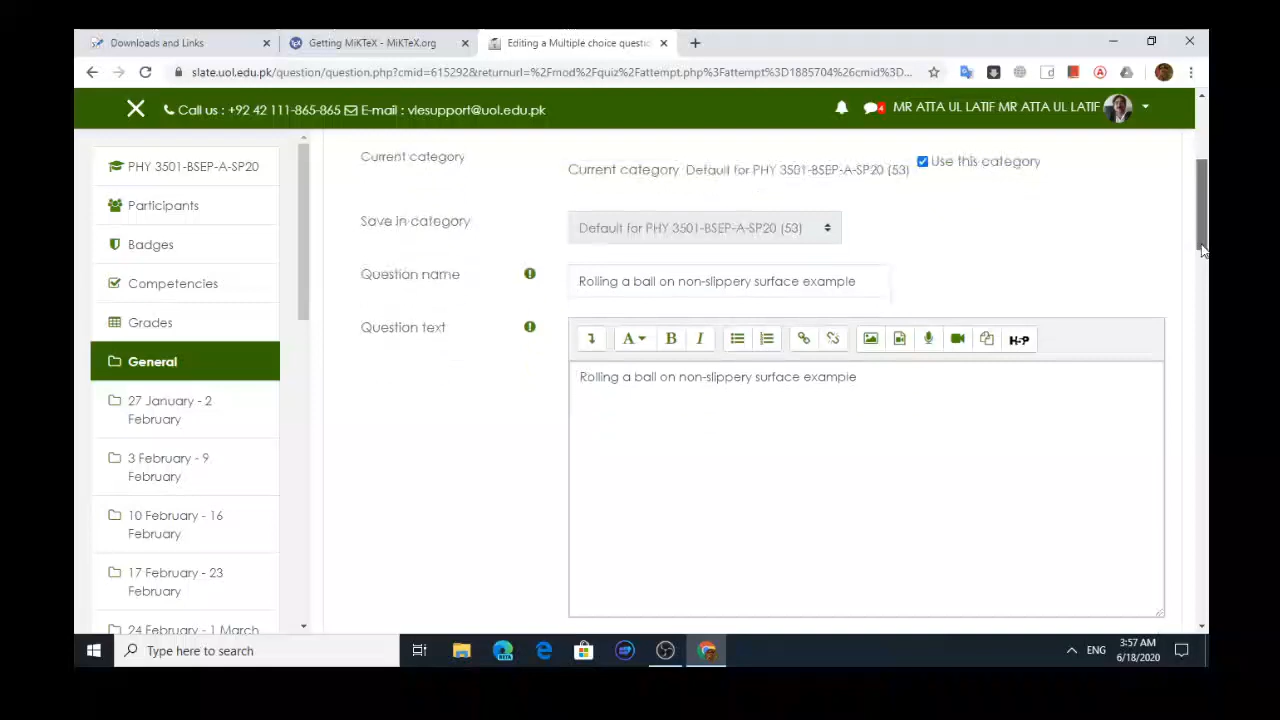 Downloads and Links
Getting MiKTeX - MiKTeX.org
Editing a Multiple choice questi
slate.uol.edu.pk/question/question.php?cmid=615292&returnurl=%2Fmod%2Fquiz%2Fattempt.php%3Fattempt%3D1885704%26cmid%3D...
Call us : +92 42 111-865-865 E-mail : vlesupport@uol.edu.pk
4
MR ATTA UL LATIF MR ATTA UL LATIF
PHY 3501-BSEP-A-SP20
Participants
Badges
Competencies
Grades
General
27 January - 2
February
3 February - 9
February
10 February - 16
February
17 February - 23
February
24 February - 1 March
Current category
Current category Default for PHY 3501-BSEP-A-SP20 (53)
Use this category
Save in category
Default for PHY 3501-BSEP-A-SP20 (53)
Question name
Rolling a ball on non-slippery surface example
Question text
A B I
H5P
Rolling a ball on non-slippery surface example
Type here to search
ENG
3:57 AM
6/18/2020